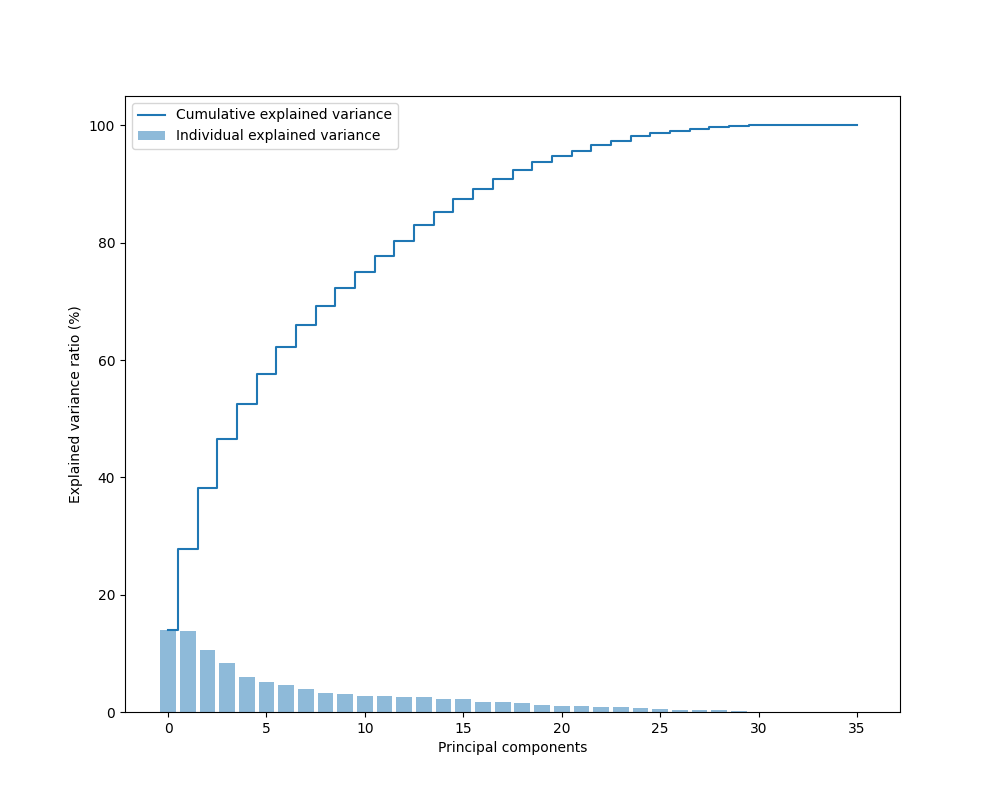 Cumulative explained variance
Individual explained variance
Explained variance ratio (%)
100
80
60
40
20
0
0 5 10 15 20 25 30 35
Principal components